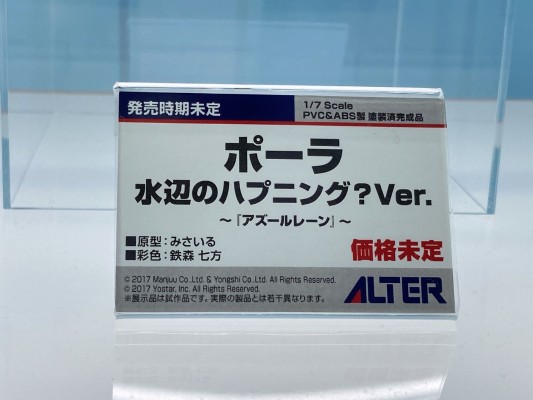 発売時期未定
1/7 Scale
PVC&ABS製 塗装済完成品
ポーラ
水辺のハプニング?Ver.
～『アズールレーン』～
■原型：みさいる
■彩色：鉄森 七方
価格未定
© 2017 Manjuu Co.,Ltd. & Yongshi Co.,Ltd. All Rights Reserved.
© 2017 Yostar, Inc. All Rights Reserved.
※展示品は試作品です。実際の製品とは若干異なります。
ALTER